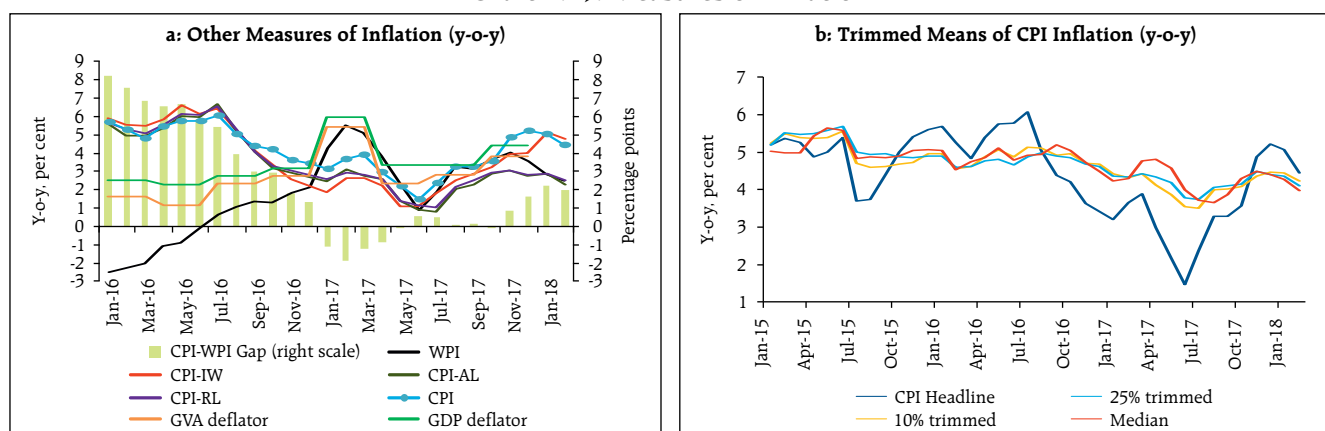 a: Other Measures of Inflation (y-o-y)
Y-o-y, per cent
9
8
7
6
5
4
3
2
1
0
-1
-2
-3
9
8
7
6
5
4
3
2
1
0
-1
-2
-3
Percentage points
Jan-16
Mar-16
May-16
Jul-16
Sep-16
Nov-16
Jan-17
Mar-17
May-17
Jul-17
Sep-17
Nov-17
Jan-18
CPI-WPI Gap (right scale)
WPI
CPI-IW
CPI-AL
CPI-RL
CPI
GVA deflator
GDP deflator
b: Trimmed Means of CPI Inflation (y-o-y)
Y-o-y, per cent
7
6
5
4
3
2
1
Jan-15
Apr-15
Jul-15
Oct-15
Jan-16
Apr-16
Jul-16
Oct-16
Jan-17
Apr-17
Jul-17
Oct-17
Jan-18
CPI Headline
25% trimmed
10% trimmed
Median